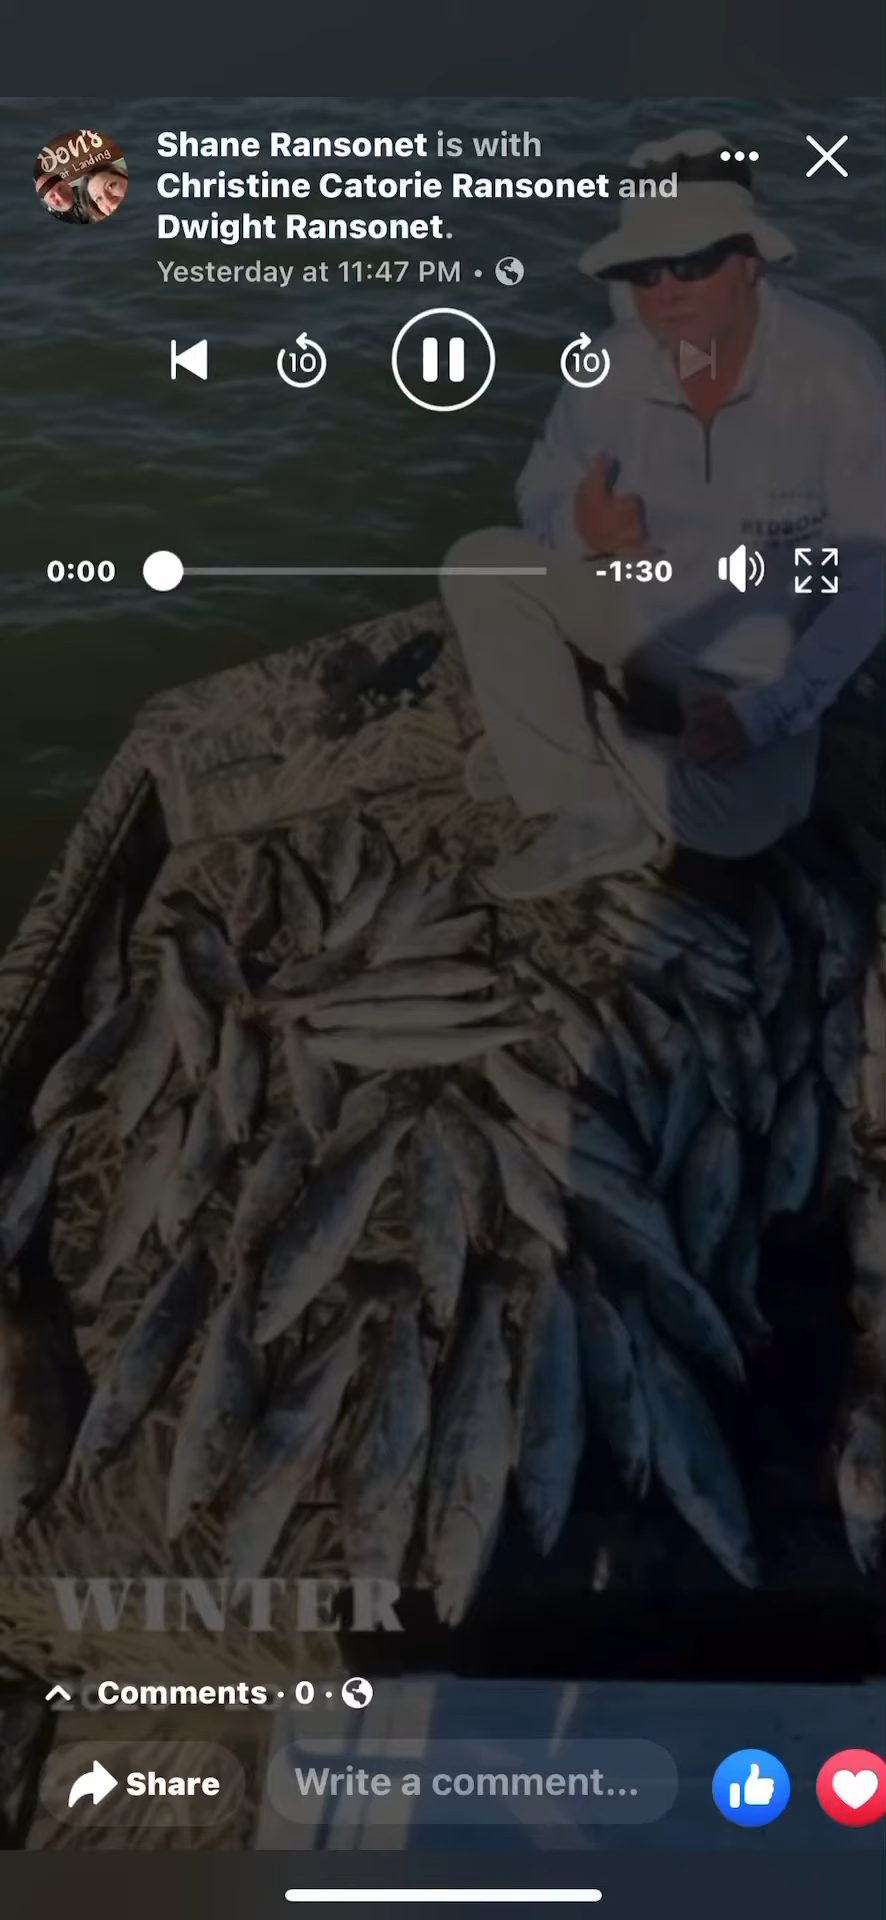 Don's
at Landing
Shane Ransonet is with
Christine Catorie Ransonet and
Dwight Ransonet.
Yesterday at 11:47 PM
10
10
0:00
-1:30
WINTER
Comments · 0 ·
Share
Write a comment...